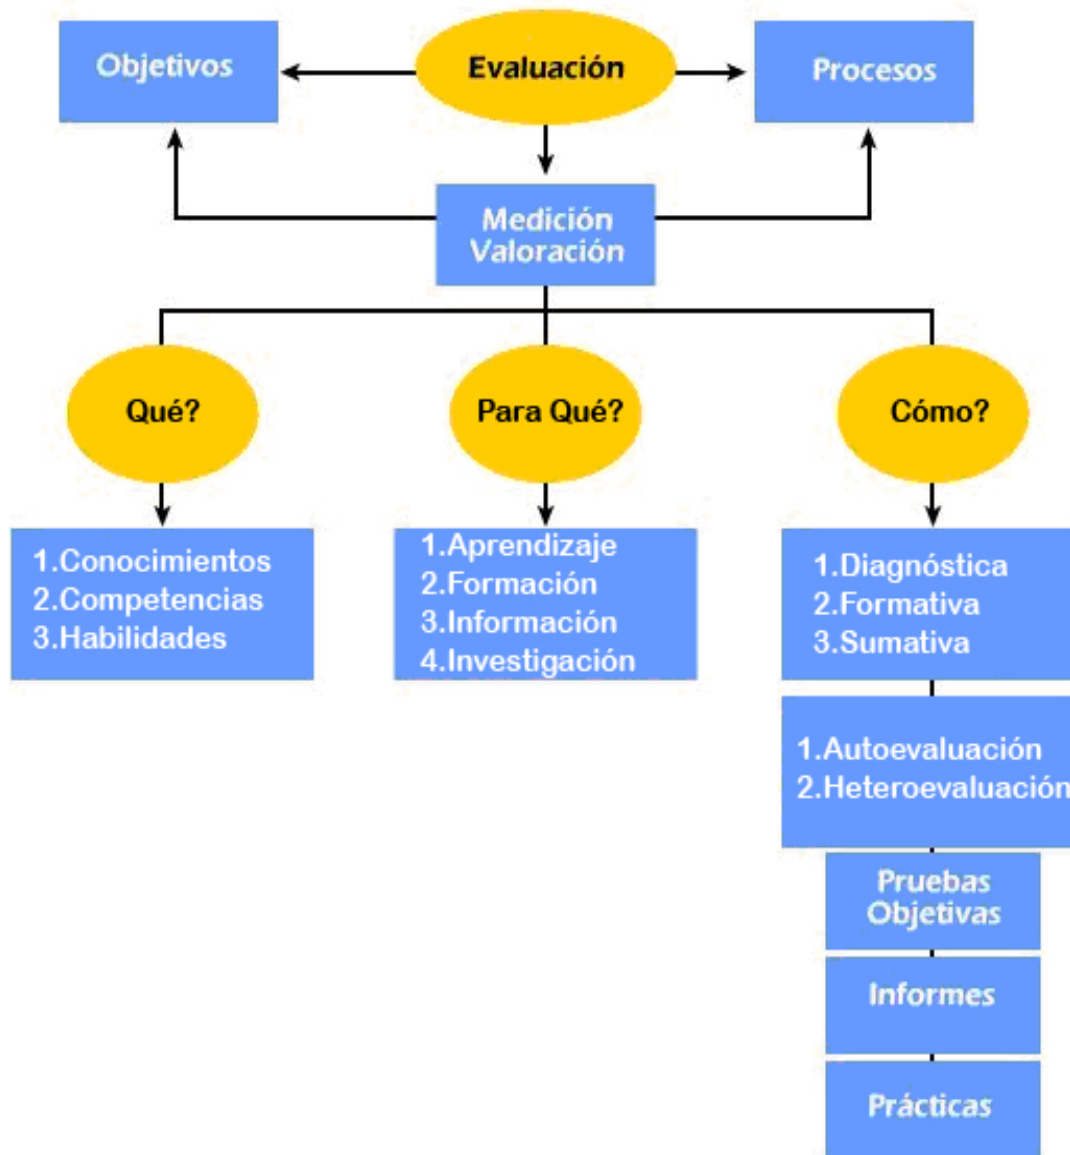 Objetivos
Evaluación
Procesos
Medición
Valoración
Qué?
Para Qué?
Cómo?
1.Conocimientos
2.Competencias
3.Habilidades
1.Aprendizaje
2.Formación
3.Información
4.Investigación
1.Diagnóstica
2.Formativa
3.Sumativa
1.Autoevaluación
2.Heteroevaluación
Pruebas
Objetivas
Informes
Prácticas